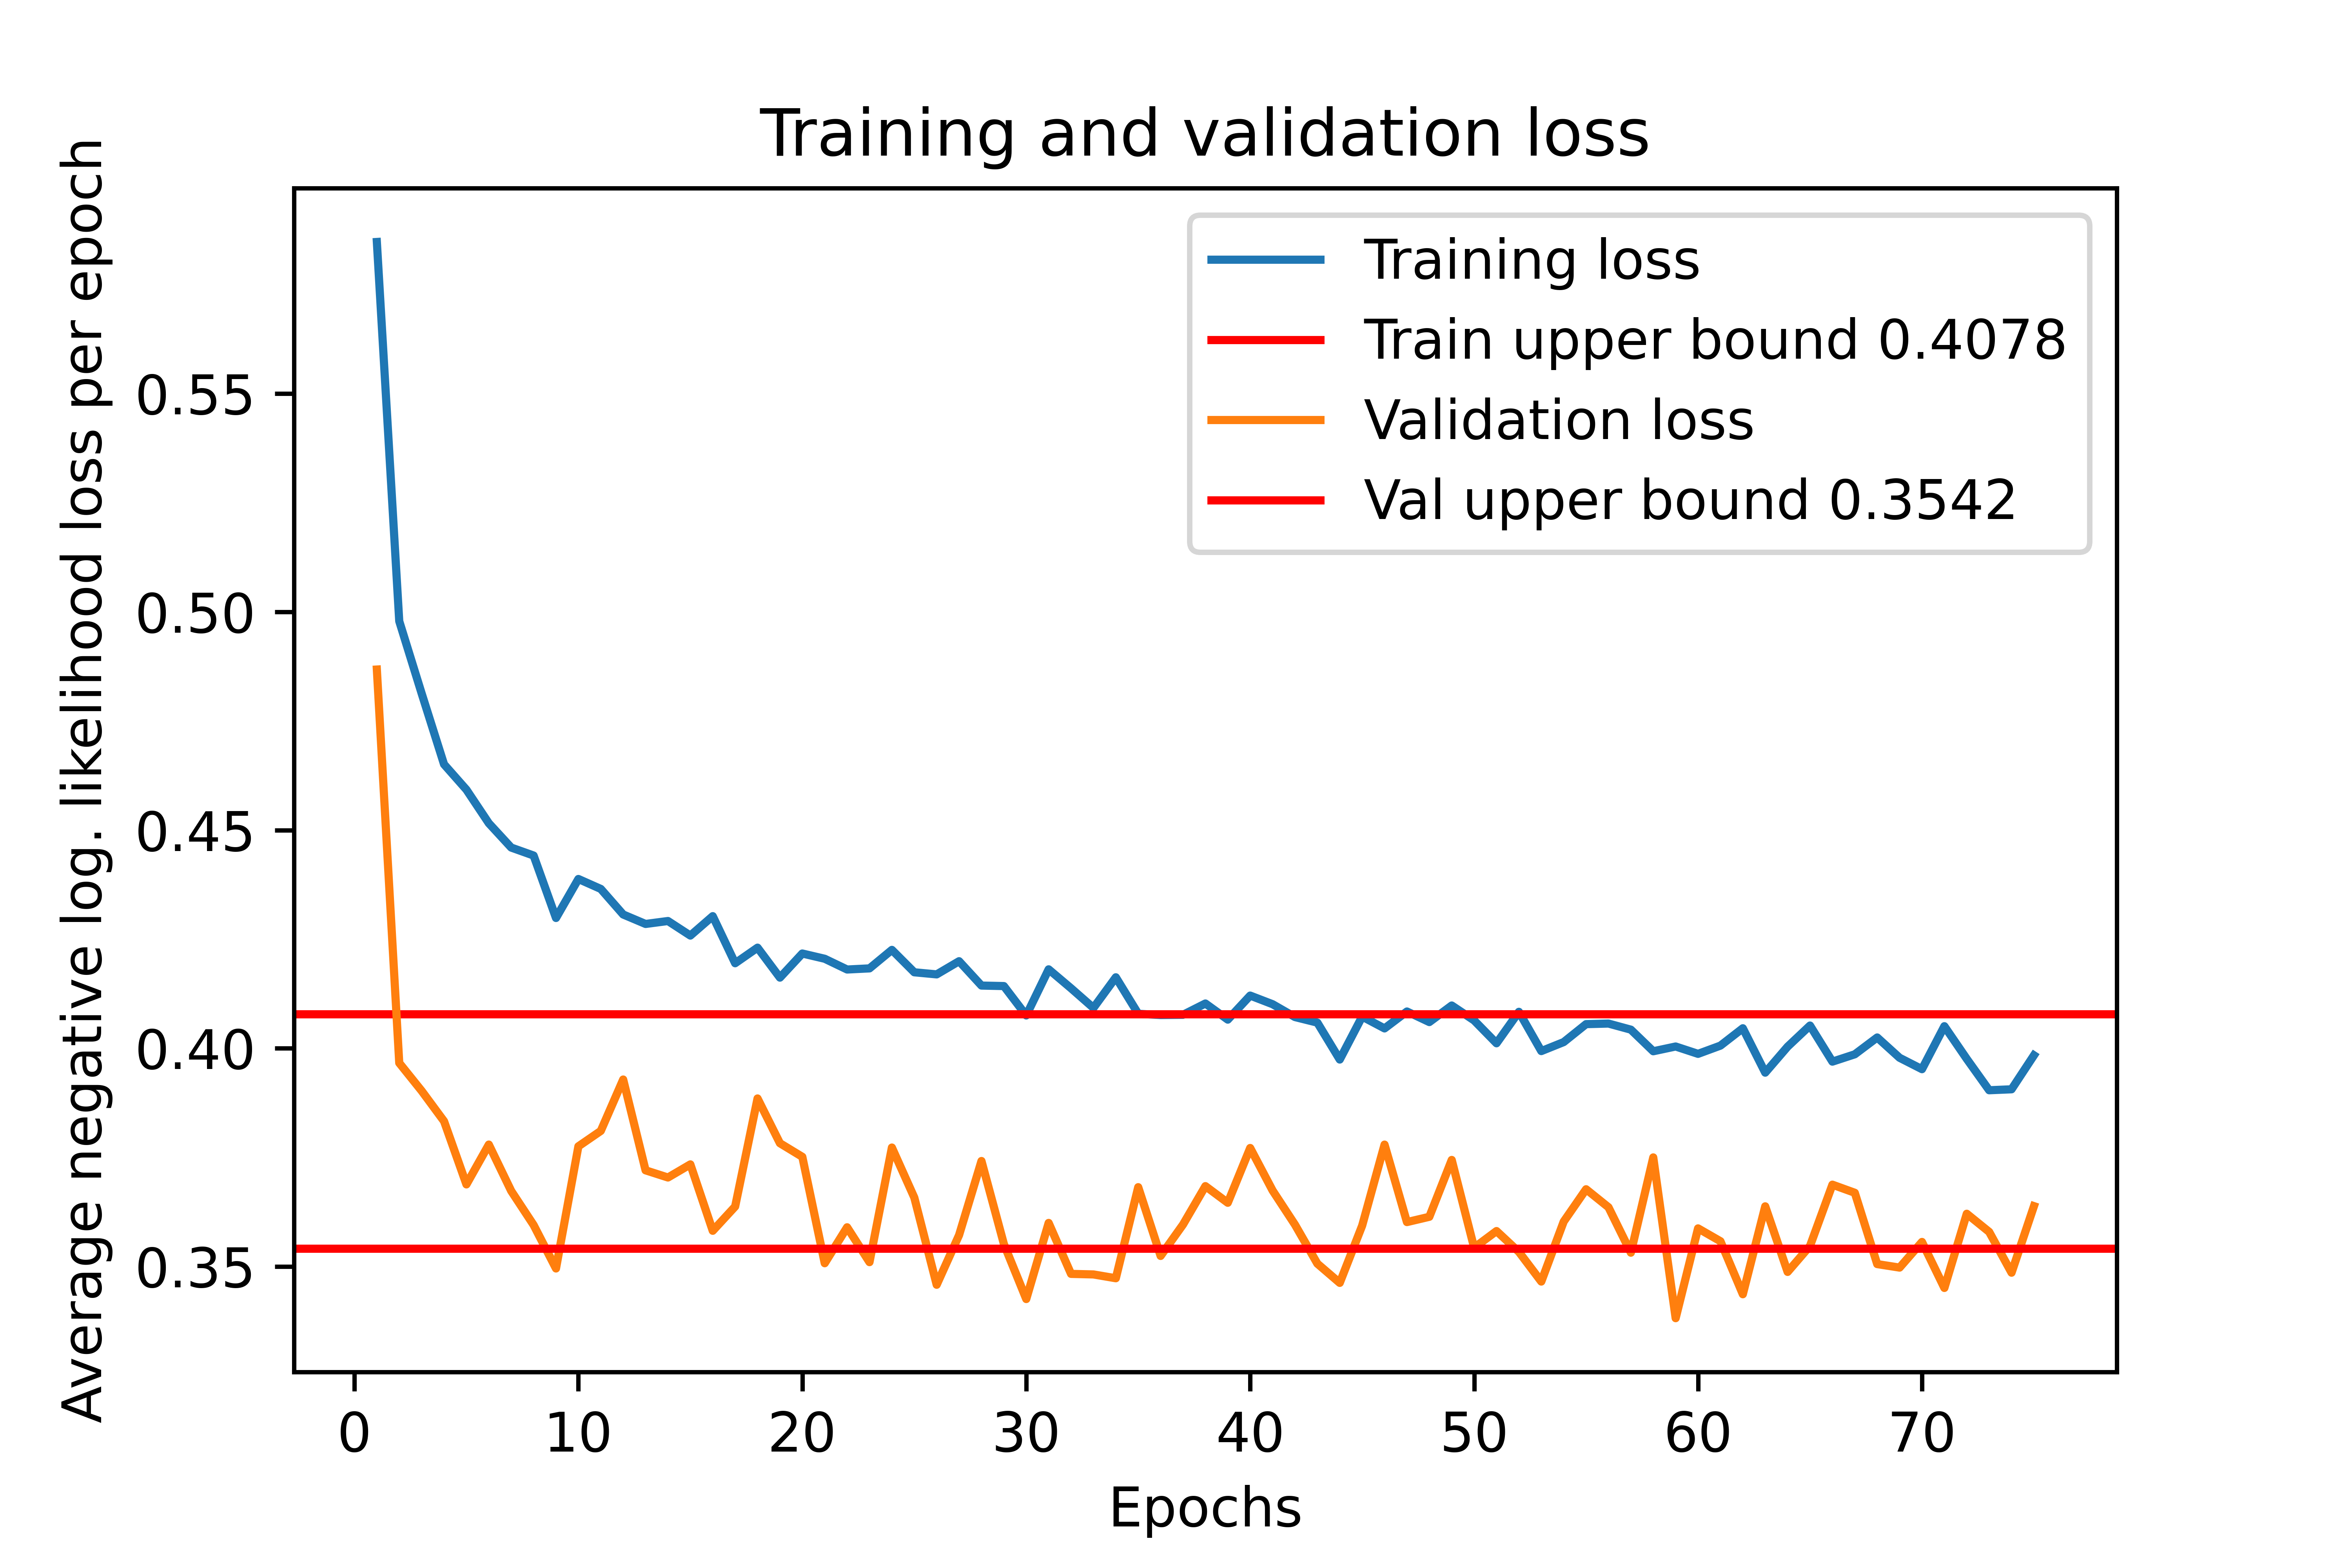 Training and validation loss
Average negative log. likelihood loss per epoch
0.55
0.50
0.45
0.40
0.35
Training loss
Train upper bound 0.4078
Validation loss
Val upper bound 0.3542
0 10 20 30 40 50 60 70
Epochs